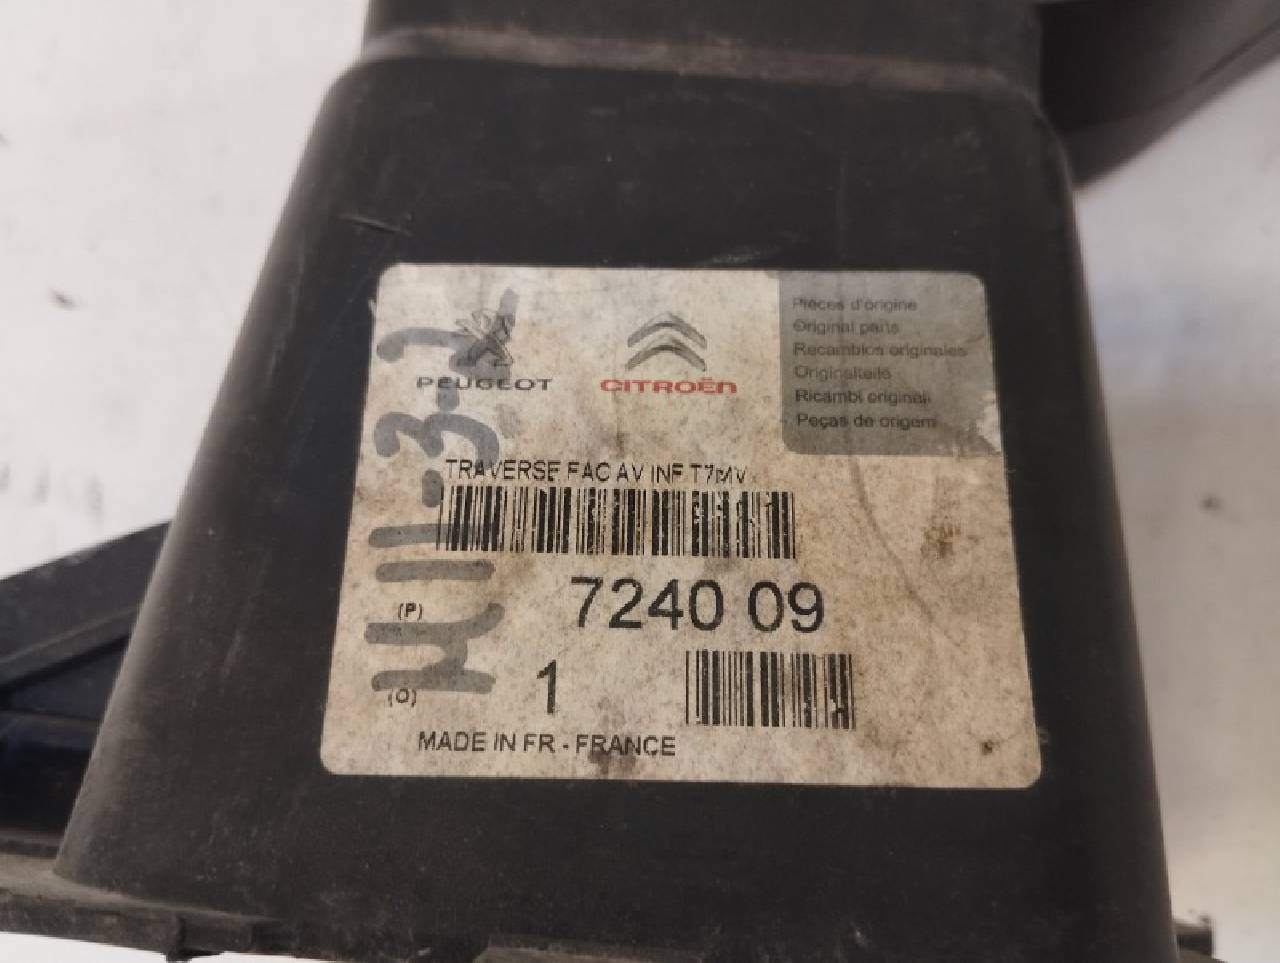 PEUGEOT
CITROËN
Pièces d'origine
Original parts
Recambios originales
Originalteile
Ricambi originali
Peças de origem
TRAVERSE FAC AV INF T7MV
(P) 7240 09
(Q) 1
MADE IN FR - FRANCE